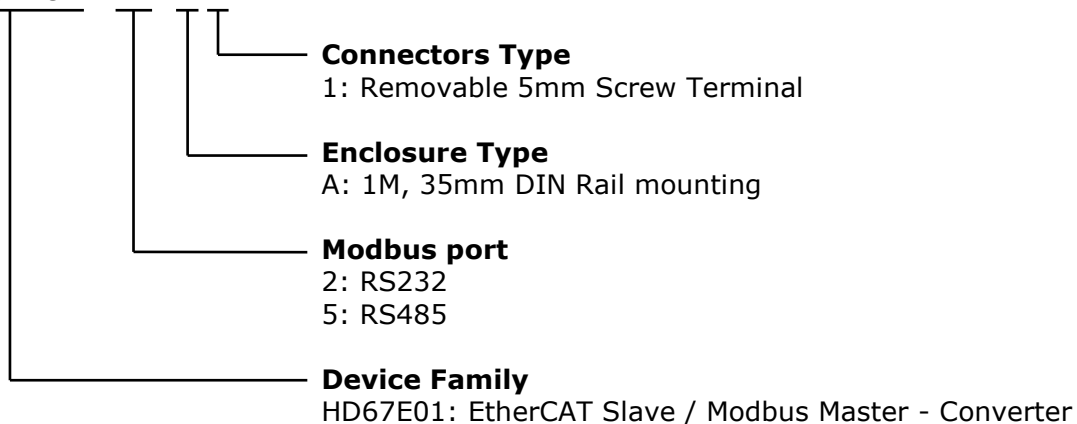 Connectors Type
1: Removable 5mm Screw Terminal
Enclosure Type
A: 1M, 35mm DIN Rail mounting
Modbus port
2: RS232
5: RS485
Device Family
HD67E01: EtherCAT Slave / Modbus Master - Converter